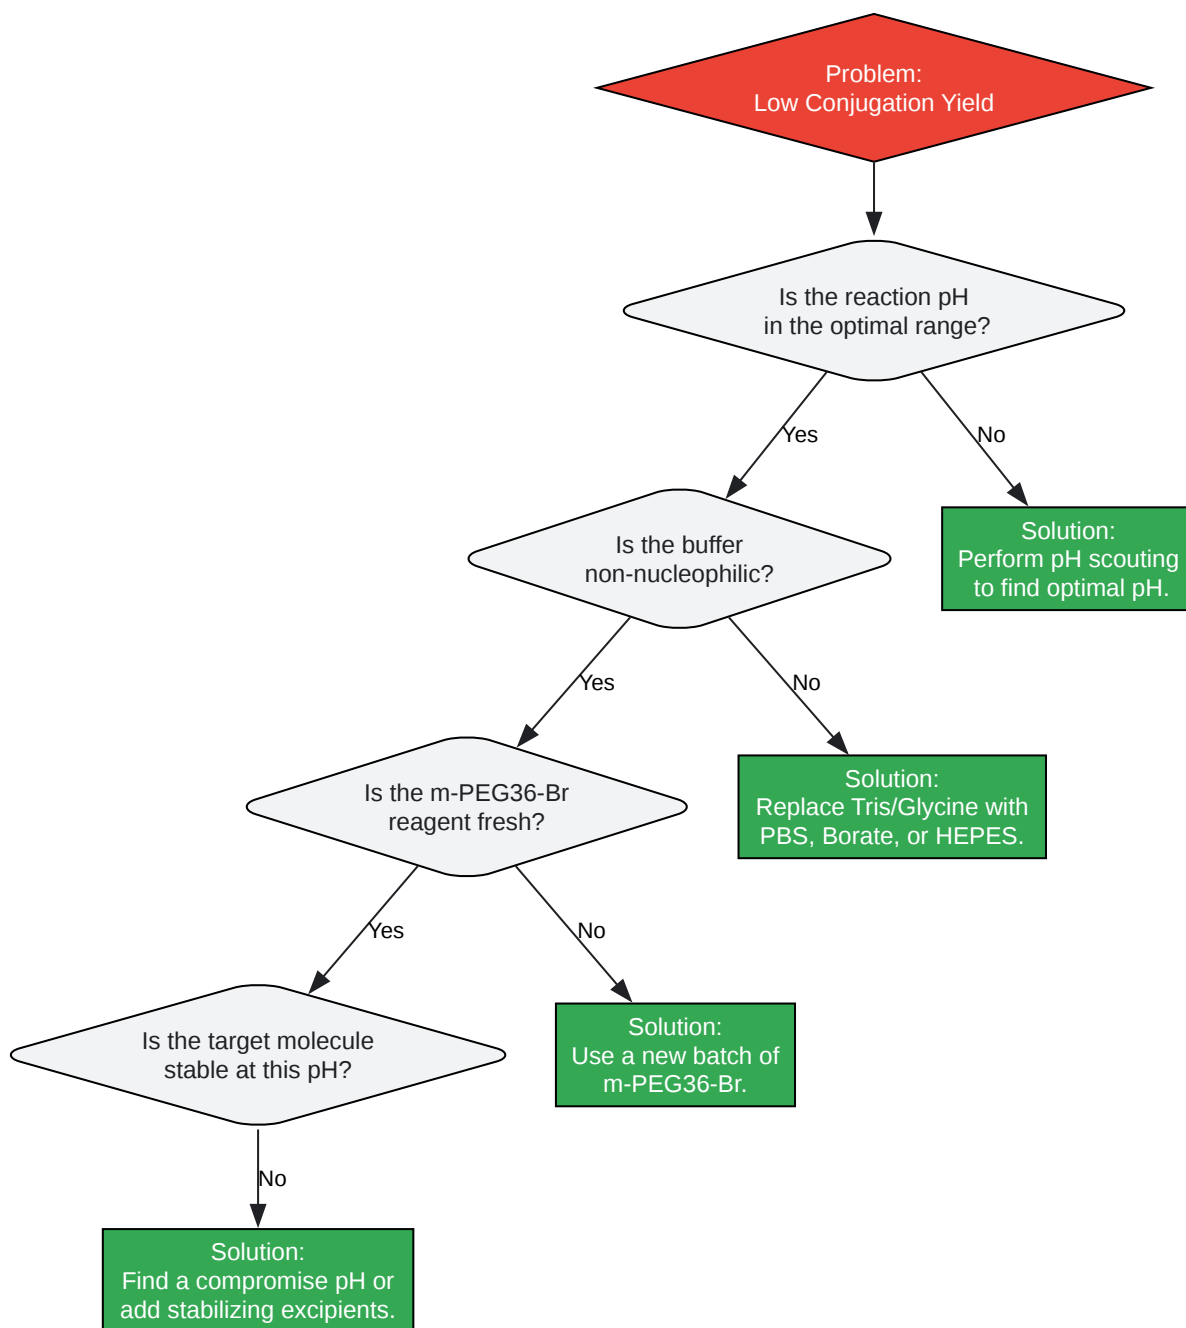 Problem:
Low Conjugation Yield
Is the reaction pH
in the optimal range?
Yes
No
Is the buffer
non-nucleophilic?
Solution:
Perform pH scouting
to find optimal pH.
Yes
No
Is the m-PEG36-Br
reagent fresh?
Solution:
Replace Tris/Glycine with
PBS, Borate, or HEPES.
Yes
No
Is the target molecule
stable at this pH?
Solution:
Use a new batch of
m-PEG36-Br.
No
Solution:
Find a compromise pH or
add stabilizing excipients.